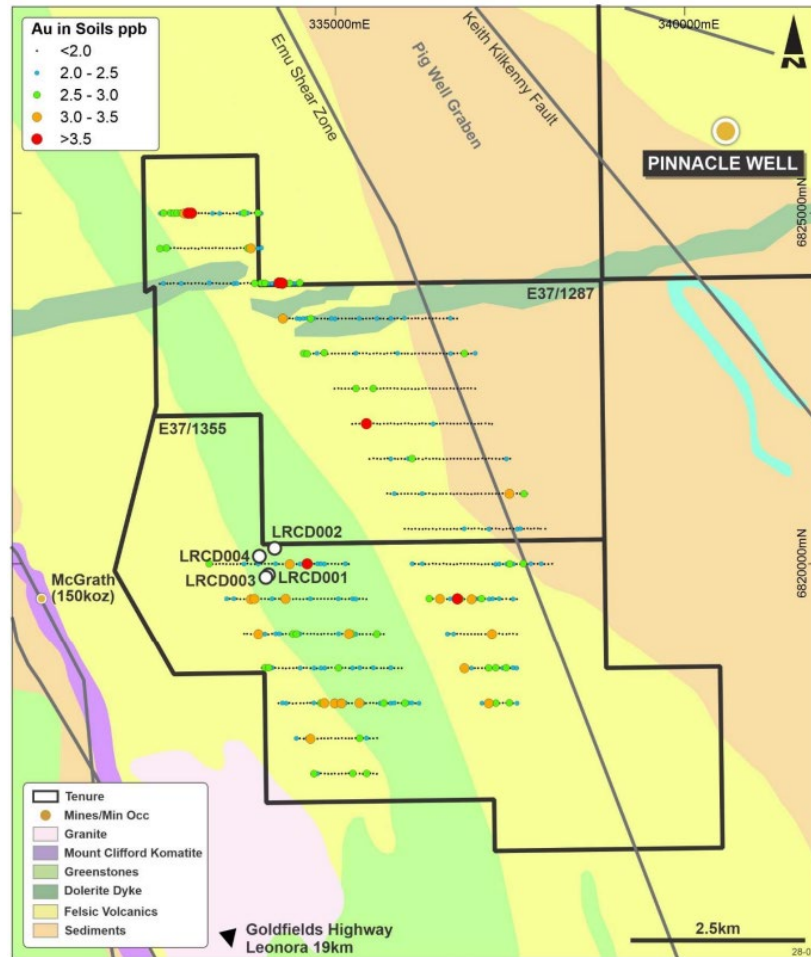 Au in Soils ppb
<2.0
2.0 - 2.5
2.5 - 3.0
3.0 - 3.5
>3.5
335000mE
340000mE
Emu Shear Zone
Pig Well Graben
Keith Kilkenny Fault
N
PINNACLE WELL
6825000mN
E37/1287
E37/1355
LRCD002
LRCD004
LRCD001
LRCD003
McGrath
(150koz)
6820000mN
Tenure
Mines/Min Occ
Granite
Mount Clifford Komatite
Greenstones
Dolerite Dyke
Felsic Volcanics
Sediments
Goldfields Highway
Leonora 19km
2.5km
28-0